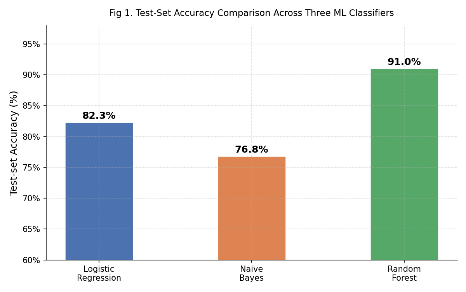 Fig 1. Test-Set Accuracy Comparison Across Three ML Classifiers
Test-set Accuracy (%)
95%
90%
85%
80%
75%
70%
65%
60%
82.3%
76.8%
91.0%
Logistic
Regression
Naive
Bayes
Random
Forest